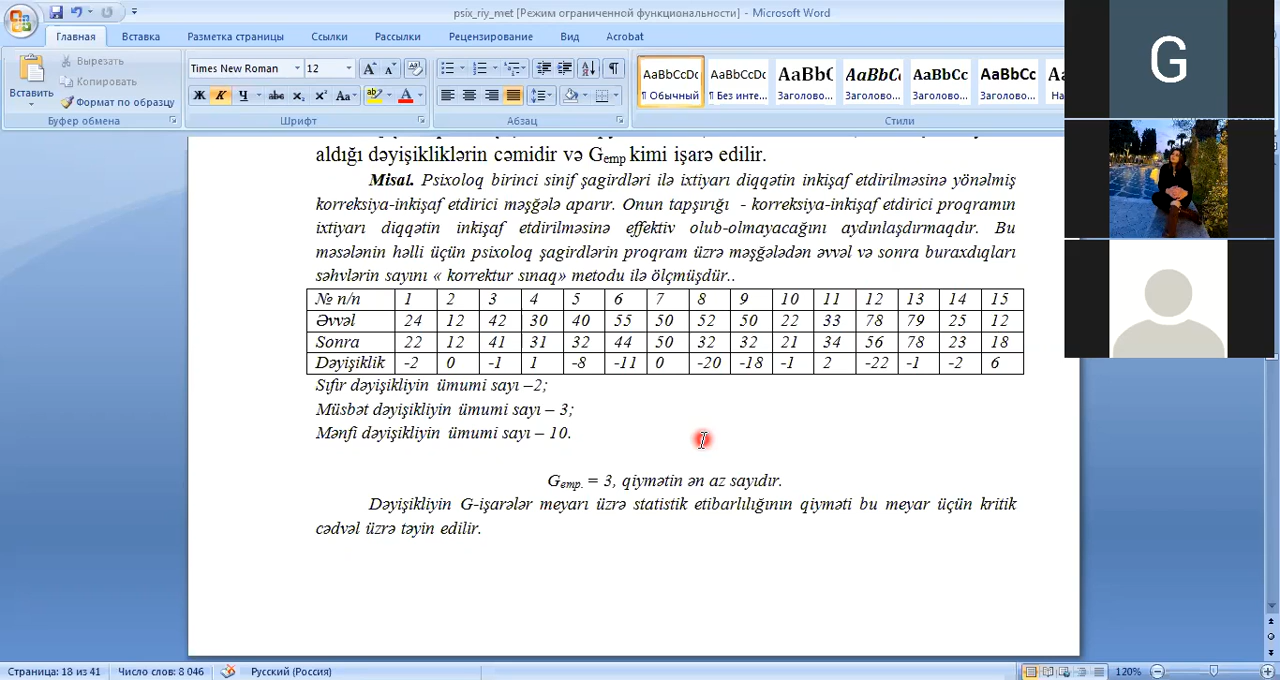 psix_riy_met [Режим ограниченной функциональности] - Microsoft Word
Главная Вставка Разметка страницы Ссылки Рассылки Рецензирование Вид Acrobat
Вставить
Вырезать
Копировать
Формат по образцу
Буфер обмена
Times New Roman 12
Ж К Ч abc x₂ x² Aa
Шрифт
Абзац
AaBbCcDc AaBbCcDc AaBbC AaBbCc AaBbCc AaBbCc
¶ Обычный ¶ Без инте... Заголово... Заголово... Заголово... Заголово... На
Стили
G
aldığı dəyişikliklərin cəmidir və Gemp kimi işarə edilir.
Misal. Psixoloq birinci sinif şagirdləri ilə ixtiyarı diqqətin inkişaf etdirilməsinə yönəlmiş
korreksiya-inkişaf etdirici məşğələ aparır. Onun tapşırığı - korreksiya-inkişaf etdirici proqramın
ixtiyarı diqqətin inkişaf etdirilməsinə effektiv olub-olmayacağını aydınlaşdırmaqdır. Bu
məsələnin həlli üçün psixoloq şagirdlərin proqram üzrə məşğələdən əvvəl və sonra buraxdıqları
səhvlərin sayını « korrektur sınaq» metodu ilə ölçmüşdür..
№ n/n 1 2 3 4 5 6 7 8 9 10 11 12 13 14 15
Əvvəl 24 12 42 30 40 55 50 52 50 22 33 78 79 25 12
Sonra 22 12 41 31 32 44 50 32 32 21 34 56 78 23 18
Dəyişiklik -2 0 -1 1 -8 -11 0 -20 -18 -1 2 -22 -1 -2 6
Sıfır dəyişikliyin ümumi sayı –2;
Müsbət dəyişikliyin ümumi sayı – 3;
Mənfi dəyişikliyin ümumi sayı – 10.
Gemp. = 3, qiymətin ən az sayıdır.
Dəyişikliyin G-işarələr meyarı üzrə statistik etibarlılığının qiyməti bu meyar üçün kritik
cədvəl üzrə təyin edilir.
Страница: 18 из 41 Число слов: 8 046 Русский (Россия) 120%